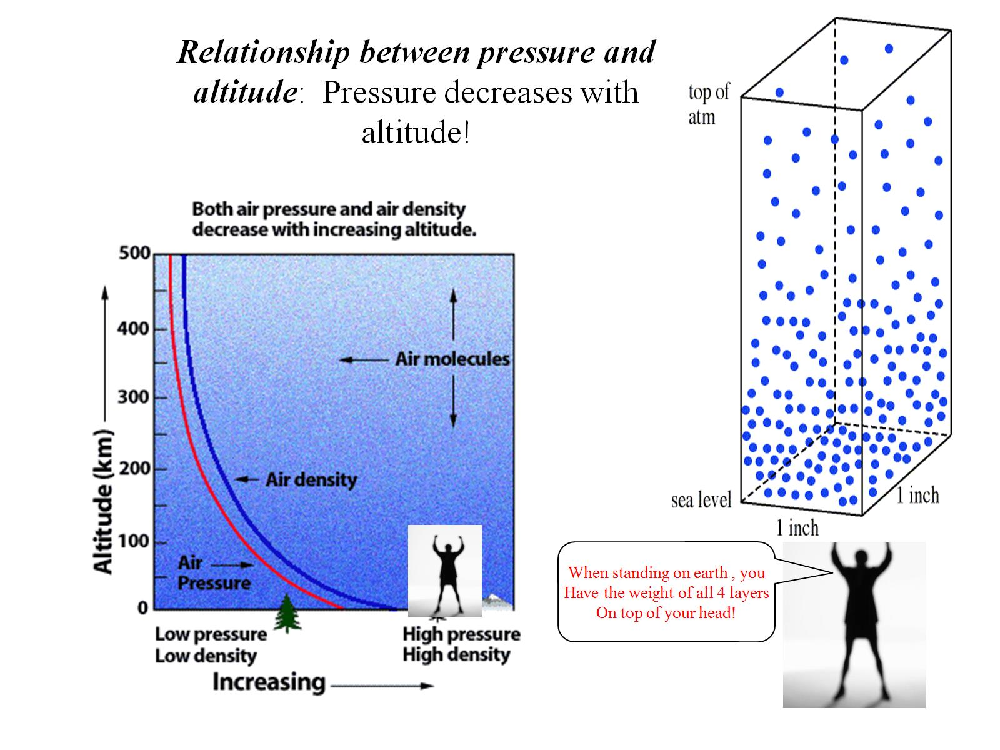 Relationship between pressure and
altitude:  Pressure decreases with
altitude!
Both air pressure and air density
decrease with increasing altitude.
500
400
300
200
100
0
Altitude (km)
Air molecules
Air density
Air
Pressure
Low pressure
Low density
High pressure
High density
Increasing
top of
atm
sea level
1 inch
1 inch
When standing on earth , you
Have the weight of all 4 layers
On top of your head!